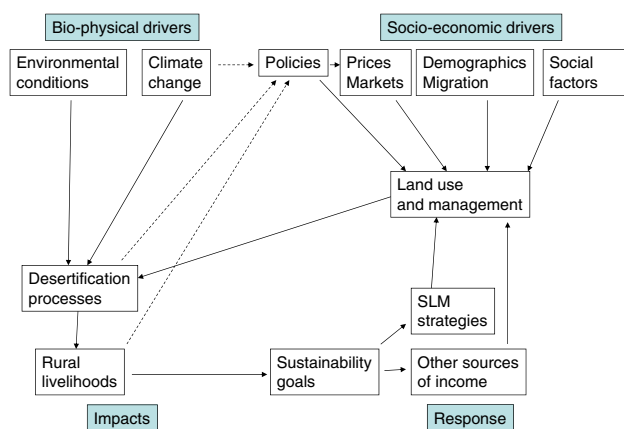 Bio-physical drivers
Socio-economic drivers
Environmental
conditions
Climate
change
Policies
Prices
Markets
Demographics
Migration
Social
factors
Land use
and management
Desertification
processes
SLM
strategies
Rural
livelihoods
Sustainability
goals
Other sources
of income
Impacts
Response